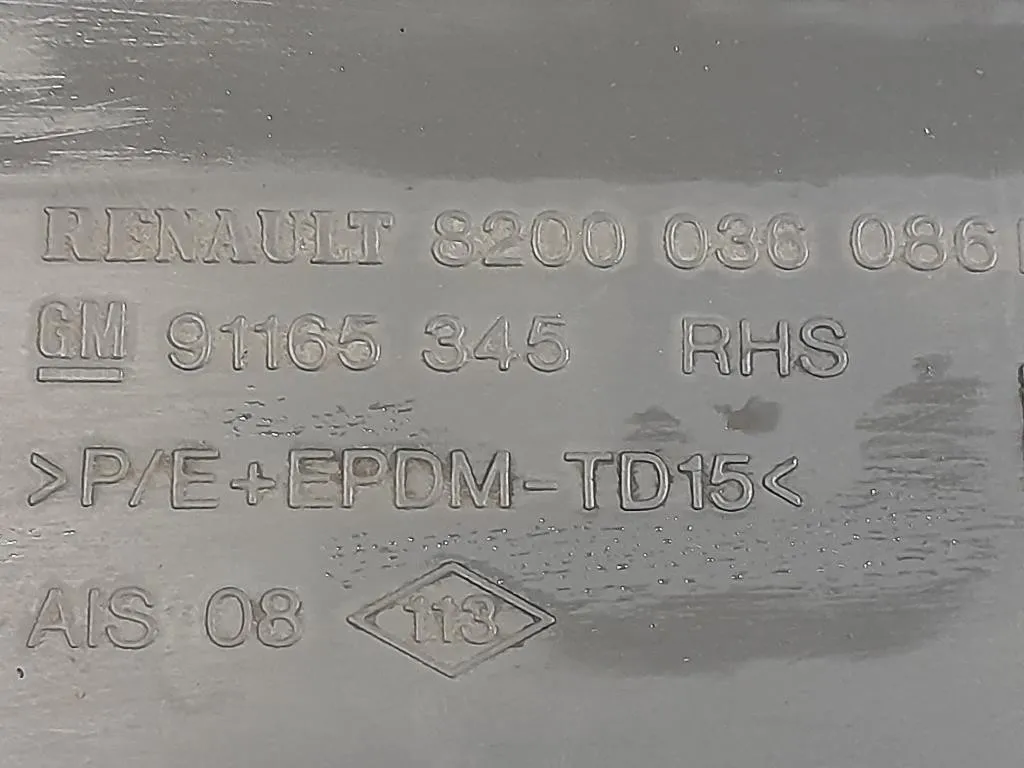 RENAULT 8200 036 086
GM 91165 345 RHS
>P/E+EPDM-TD15<
AIS 08 113